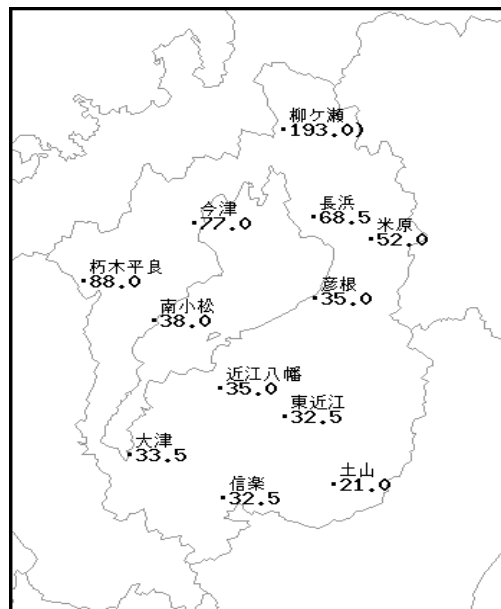 柳ケ瀬
193.0)
今津
77.0
長浜
68.5
米原
52.0
朽木平良
88.0
彦根
35.0
南小松
38.0
近江八幡
35.0
東近江
32.5
大津
33.5
土山
21.0
信楽
32.5